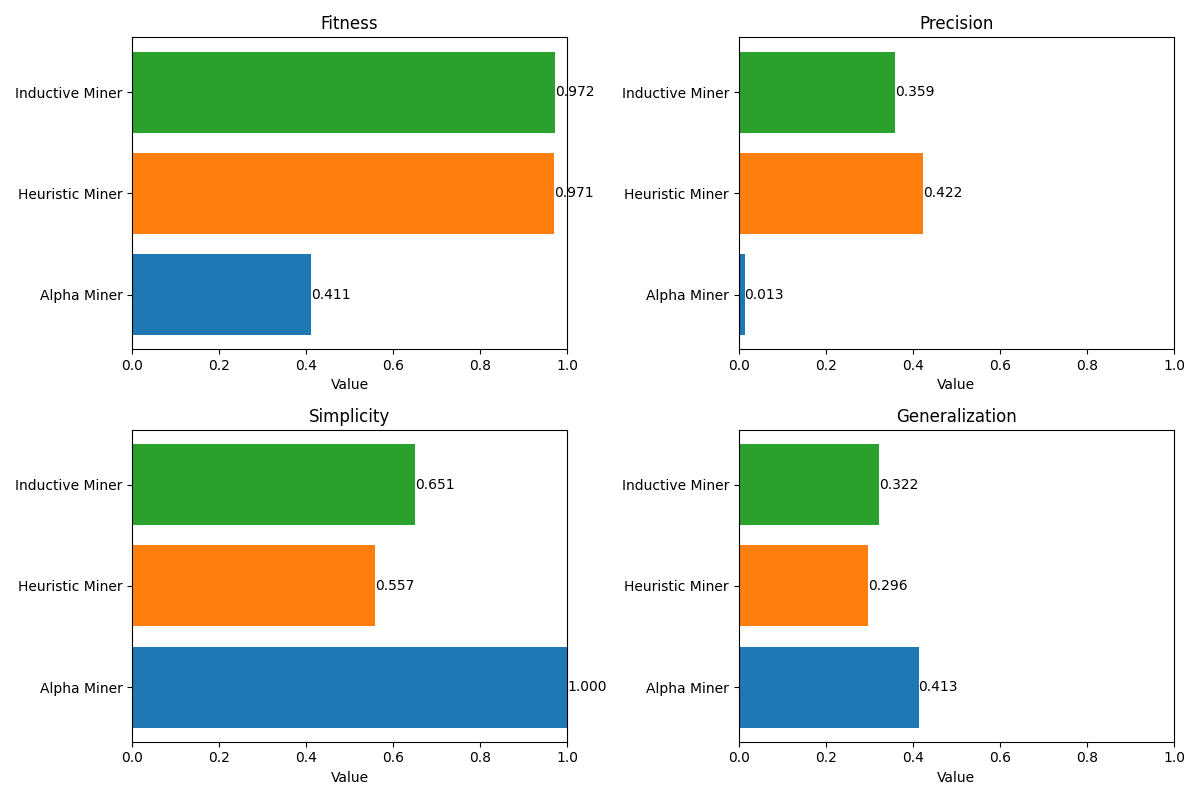 Fitness
Inductive Miner
0.972
Heuristic Miner
0.971
Alpha Miner
0.411
0.0 0.2 0.4 0.6 0.8 1.0
Value
Precision
Inductive Miner
0.359
Heuristic Miner
0.422
Alpha Miner
0.013
0.0 0.2 0.4 0.6 0.8 1.0
Value
Simplicity
Inductive Miner
0.651
Heuristic Miner
0.557
Alpha Miner
1.000
0.0 0.2 0.4 0.6 0.8 1.0
Value
Generalization
Inductive Miner
0.322
Heuristic Miner
0.296
Alpha Miner
0.413
0.0 0.2 0.4 0.6 0.8 1.0
Value